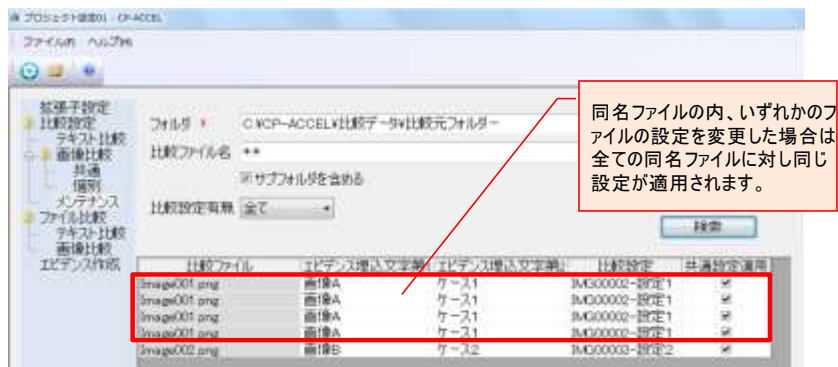 プロジェクト設定01 - CP-ACCEL
ファイル(F) ヘルプ(H)
拡張子設定
比較設定
テキスト比較
画像比較
共通
個別
メンテナンス
ファイル比較
テキスト比較
画像比較
エビデンス作成
フォルダ * C:¥CP-ACCEL¥比較データ¥比較元フォルダー
比較ファイル名 **
サブフォルダを含める
比較設定有無 全て
検索
同名ファイルの内、いずれかのフ
ァイルの設定を変更した場合は
全ての同名ファイルに対し同じ
設定が適用されます。
比較ファイル エビデンス埋込文字列 エビデンス埋込文字列 比較設定 共通設定適用
Image001.png 画像A ケース1 IMG00002-設定1
Image001.png 画像A ケース1 IMG00002-設定1
Image001.png 画像A ケース1 IMG00002-設定1
Image001.png 画像A ケース1 IMG00002-設定1
Image002.png 画像B ケース2 IMG00003-設定2